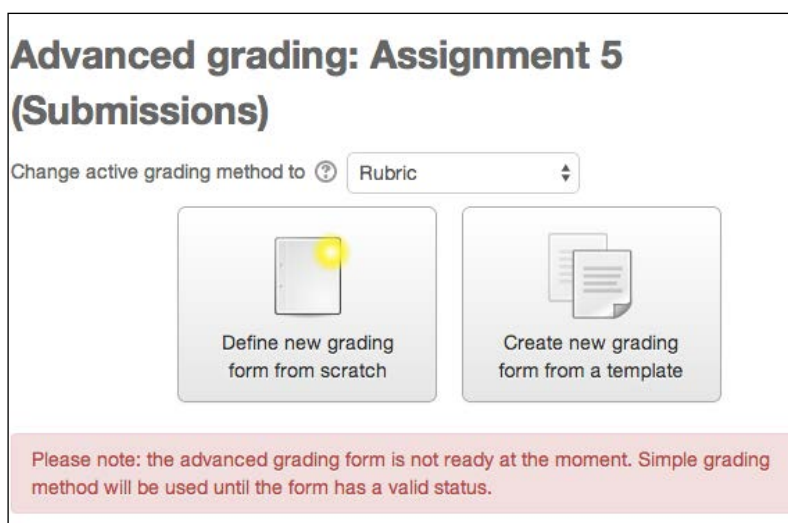 Advanced grading: Assignment 5
(Submissions)
Change active grading method to ? Rubric
Define new grading
form from scratch
Create new grading
form from a template
Please note: the advanced grading form is not ready at the moment. Simple grading
method will be used until the form has a valid status.